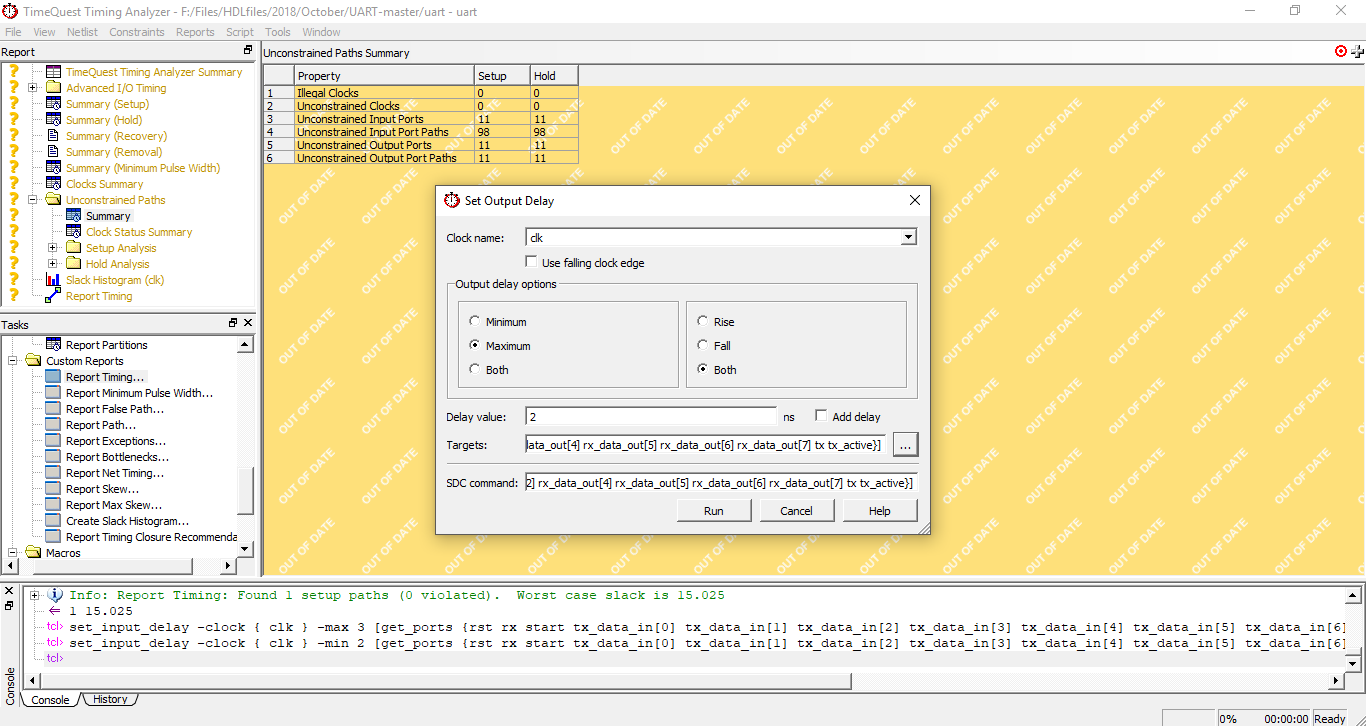 TimeQuest Timing Analyzer - F:/Files/HDLfiles/2018/October/UART-master/uart - uart
File View Netlist Constraints Reports Script Tools Window
Report
TimeQuest Timing Analyzer Summary
Advanced I/O Timing
Summary (Setup)
Summary (Hold)
Summary (Recovery)
Summary (Removal)
Summary (Minimum Pulse Width)
Clocks Summary
Unconstrained Paths
Summary
Clock Status Summary
Setup Analysis
Hold Analysis
Slack Histogram (clk)
Report Timing
Tasks
Report Partitions
Custom Reports
Report Timing...
Report Minimum Pulse Width...
Report False Path...
Report Path...
Report Exceptions...
Report Bottlenecks...
Report Net Timing...
Report Skew...
Report Max Skew...
Create Slack Histogram...
Report Timing Closure Recommenda
Macros
Unconstrained Paths Summary
Property Setup Hold
1 Illegal Clocks 0 0
2 Unconstrained Clocks 0 0
3 Unconstrained Input Ports 11 11
4 Unconstrained Input Port Paths 98 98
5 Unconstrained Output Ports 11 11
6 Unconstrained Output Port Paths 11 11
OUT OF DATE
Set Output Delay
Clock name: clk
Use falling clock edge
Output delay options
Minimum Rise
Maximum Fall
Both Both
Delay value: 2 ns Add delay
Targets: data_out[4] rx_data_out[5] rx_data_out[6] rx_data_out[7] tx tx_active}] ...
SDC command: 2] rx_data_out[4] rx_data_out[5] rx_data_out[6] rx_data_out[7] tx tx_active}]
Run Cancel Help
Info: Report Timing: Found 1 setup paths (0 violated). Worst case slack is 15.025
1 15.025
tcl> set_input_delay -clock { clk } -max 3 [get_ports {rst rx start tx_data_in[0] tx_data_in[1] tx_data_in[2] tx_data_in[3] tx_data_in[4] tx_data_in[5] tx_data_in[6]
tcl> set_input_delay -clock { clk } -min 2 [get_ports {rst rx start tx_data_in[0] tx_data_in[1] tx_data_in[2] tx_data_in[3] tx_data_in[4] tx_data_in[5] tx_data_in[6]
tcl>
Console
Console History
0% 00:00:00 Ready